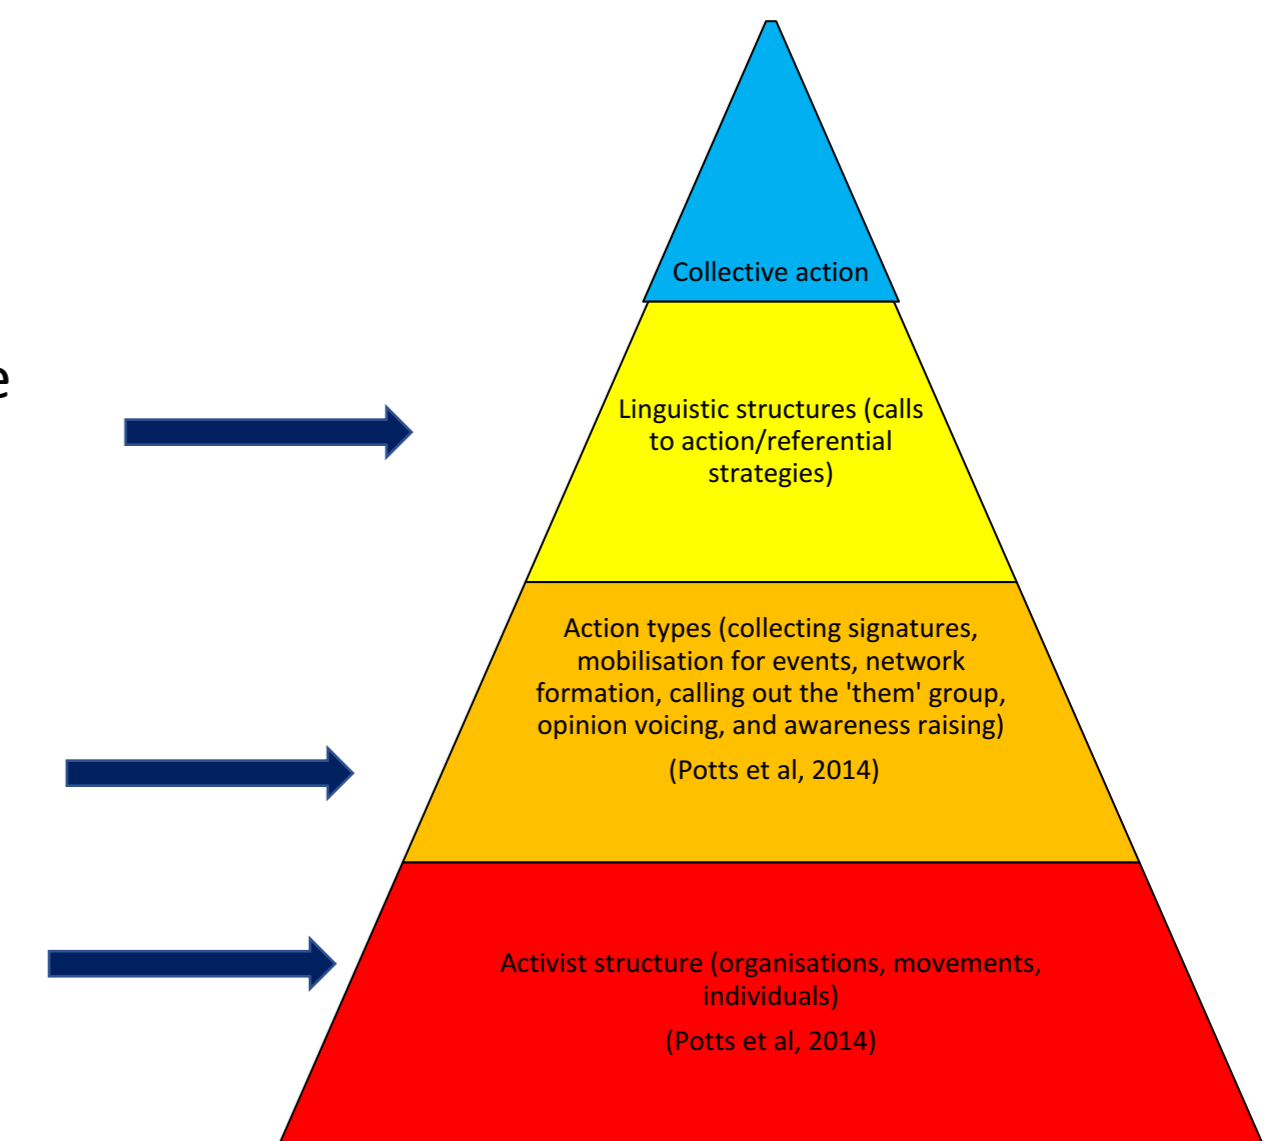 Collective action
e
Linguistic structures (calls
to action/referential
strategies)
Action types (collecting signatures,
mobilisation for events, network
formation, calling out the 'them' group,
opinion voicing, and awareness raising)
(Potts et al, 2014)
Activist structure (organisations, movements,
individuals)
(Potts et al, 2014)